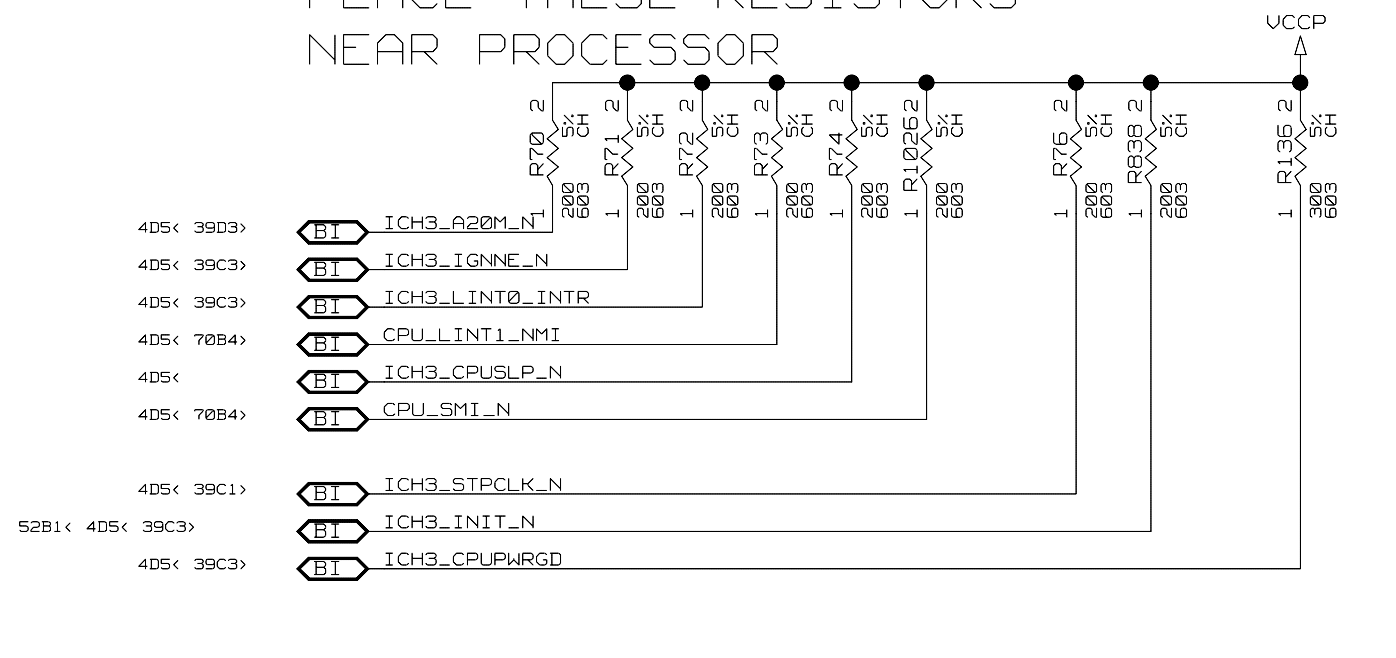 PLACE THESE RESISTORS
NEAR PROCESSOR
VCCP
2 R70 1 5% CH 200 603
2 R71 1 5% CH 200 603
2 R72 1 5% CH 200 603
2 R73 1 5% CH 200 603
2 R74 1 5% CH 200 603
2 R1026 1 5% CH 200 603
2 R76 1 5% CH 200 603
2 R838 1 5% CH 200 603
2 R136 1 5% CH 300 603
4D5< 39D3> BI ICH3_A20M_N
4D5< 39C3> BI ICH3_IGNNE_N
4D5< 39C3> BI ICH3_LINT0_INTR
4D5< 70B4> BI CPU_LINT1_NMI
4D5< BI ICH3_CPUSLP_N
4D5< 70B4> BI CPU_SMI_N
4D5< 39C1> BI ICH3_STPCLK_N
52B1< 4D5< 39C3> BI ICH3_INIT_N
4D5< 39C3> BI ICH3_CPUPWRGD